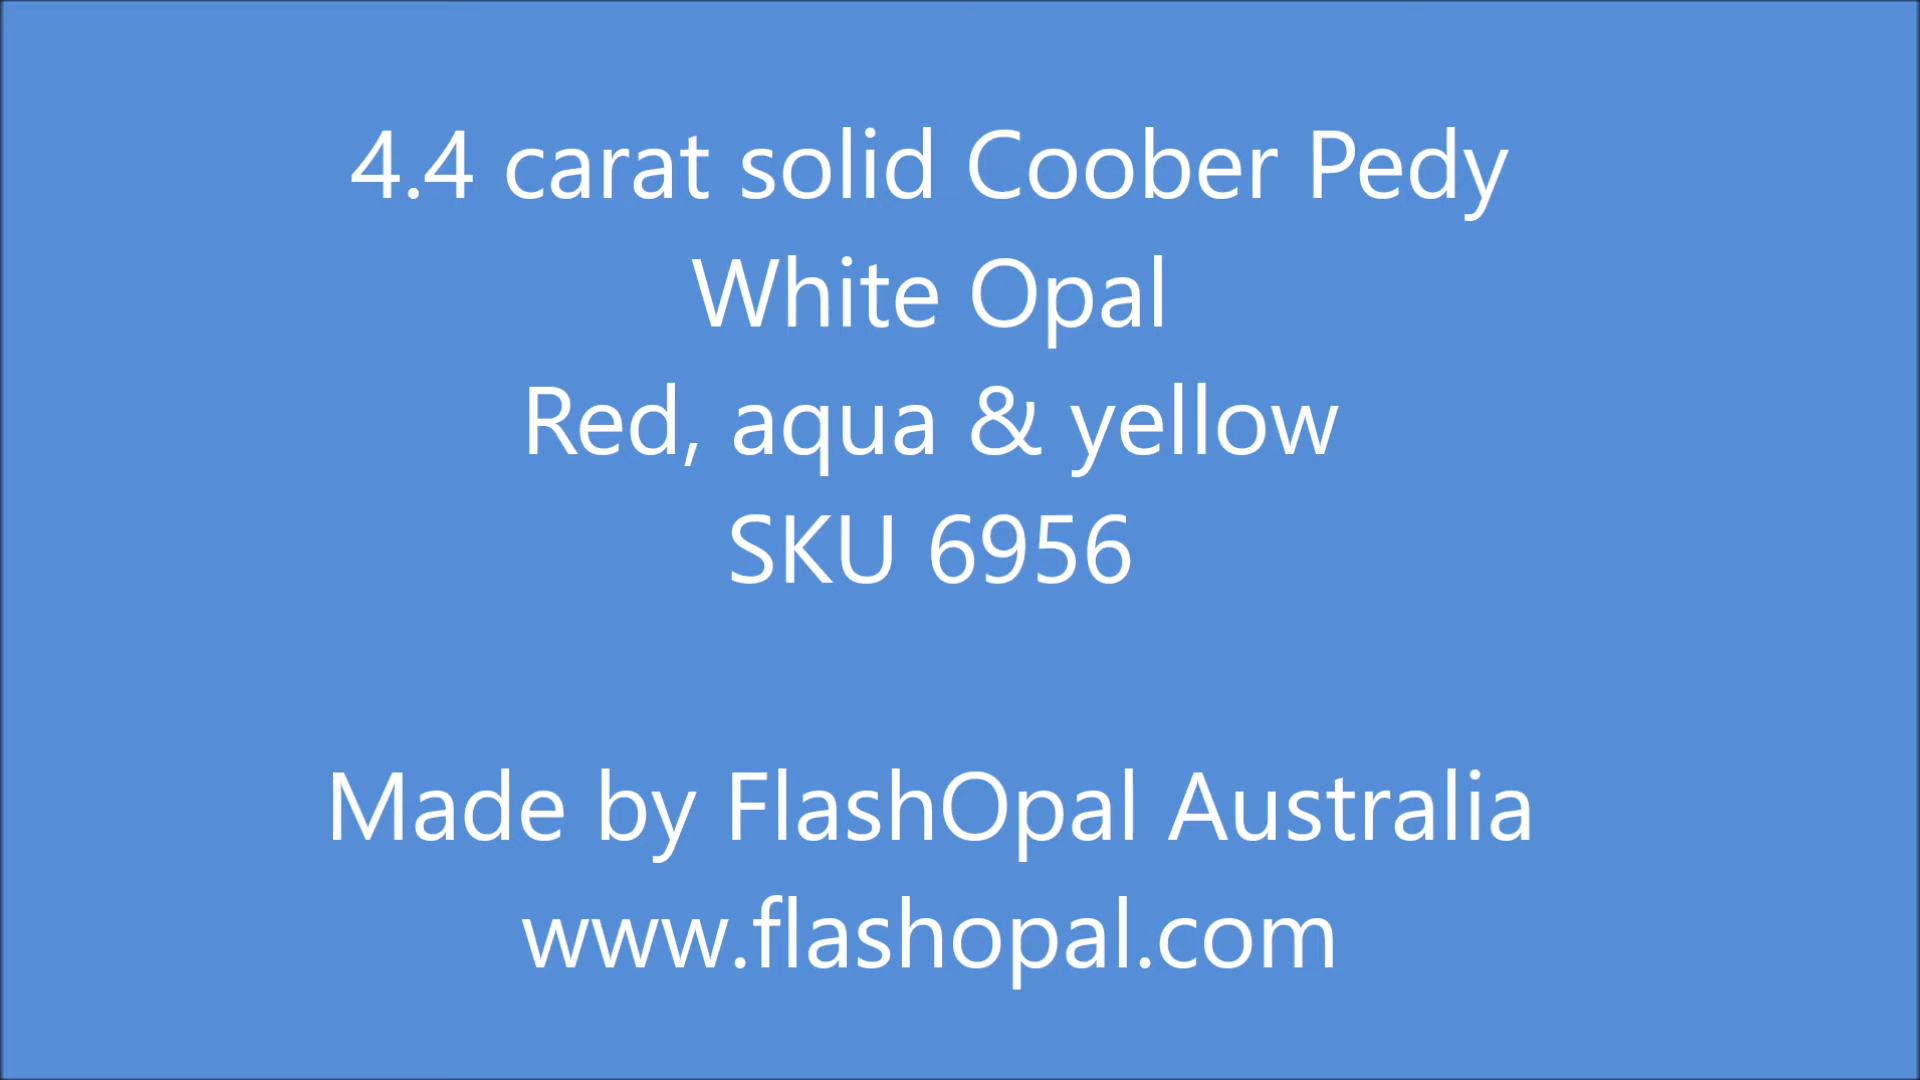 4.4 carat solid Coober Pedy
White Opal
Red, aqua & yellow
SKU 6956
Made by FlashOpal Australia
www.flashopal.com